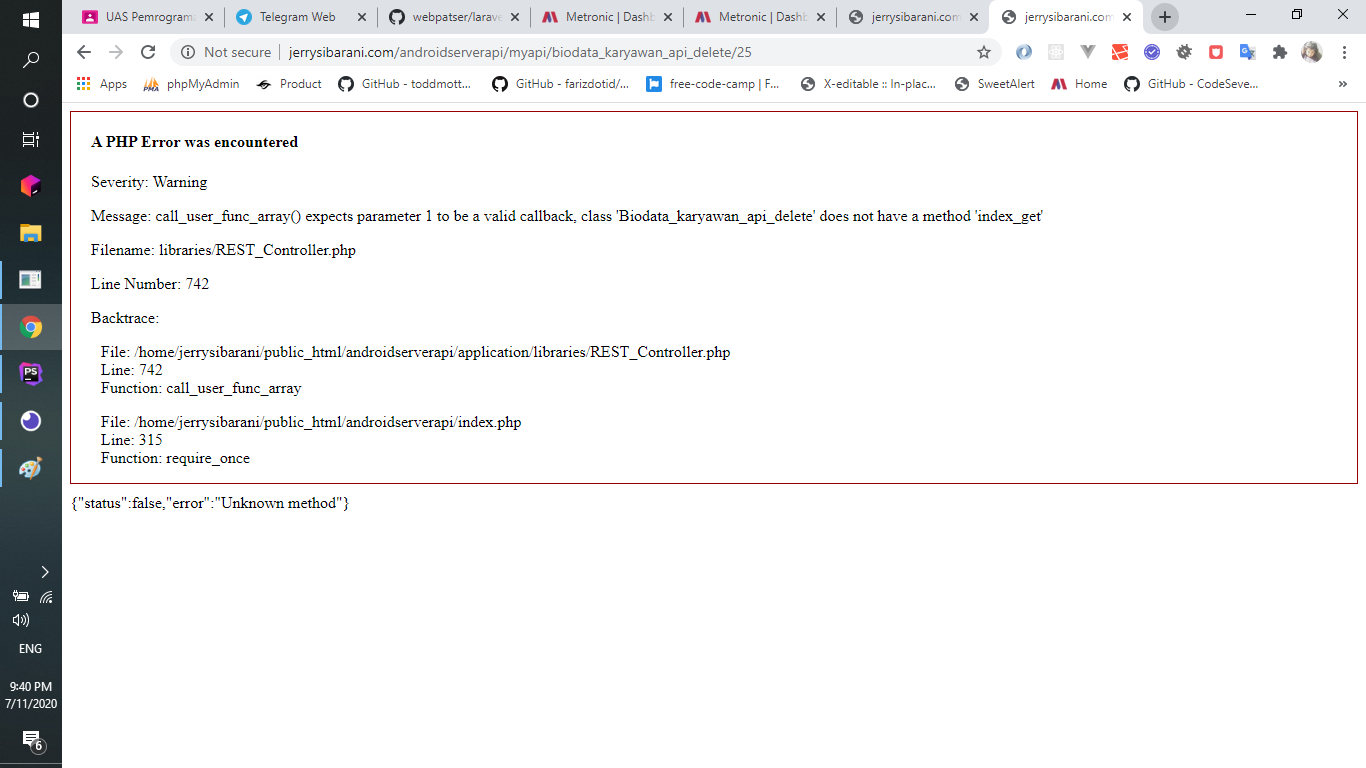 UAS Pemrograma
Telegram Web
webpatser/larave
Metronic | Dashb
Metronic | Dashb
jerrysibarani.com
jerrysibarani.com
Not secure | jerrysibarani.com/androidserverapi/myapi/biodata_karyawan_api_delete/25
Apps
phpMyAdmin
Product
GitHub - toddmott...
GitHub - farizdotid/...
free-code-camp | F...
X-editable :: In-plac...
SweetAlert
Home
GitHub - CodeSeve...
»
A PHP Error was encountered
Severity: Warning
Message: call_user_func_array() expects parameter 1 to be a valid callback, class 'Biodata_karyawan_api_delete' does not have a method 'index_get'
Filename: libraries/REST_Controller.php
Line Number: 742
Backtrace:
File: /home/jerrysibarani/public_html/androidserverapi/application/libraries/REST_Controller.php
Line: 742
Function: call_user_func_array
File: /home/jerrysibarani/public_html/androidserverapi/index.php
Line: 315
Function: require_once
{"status":false,"error":"Unknown method"}
PS
ENG
9:40 PM
7/11/2020
6